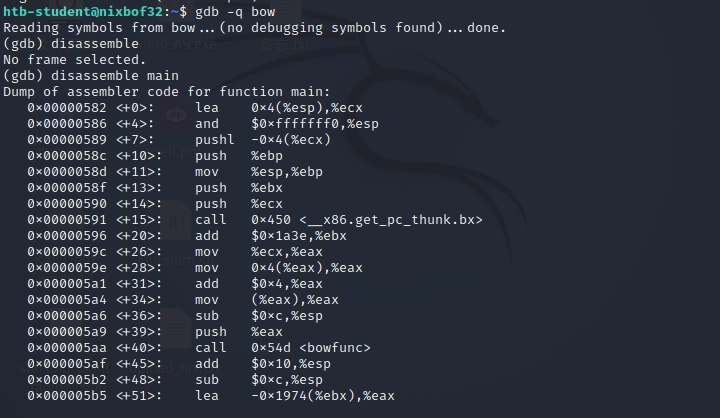 htb-student@nixbof32:~$ gdb -q bow
Reading symbols from bow...(no debugging symbols found)...done.
(gdb) disassemble
No frame selected.
(gdb) disassemble main
Dump of assembler code for function main:
   0x00000582 <+0>:     lea    0x4(%esp),%ecx
   0x00000586 <+4>:     and    $0xfffffff0,%esp
   0x00000589 <+7>:     pushl  -0x4(%ecx)
   0x0000058c <+10>:    push   %ebp
   0x0000058d <+11>:    mov    %esp,%ebp
   0x0000058f <+13>:    push   %ebx
   0x00000590 <+14>:    push   %ecx
   0x00000591 <+15>:    call   0x450 <__x86.get_pc_thunk.bx>
   0x00000596 <+20>:    add    $0x1a3e,%ebx
   0x0000059c <+26>:    mov    %ecx,%eax
   0x0000059e <+28>:    mov    0x4(%eax),%eax
   0x000005a1 <+31>:    add    $0x4,%eax
   0x000005a4 <+34>:    mov    (%eax),%eax
   0x000005a6 <+36>:    sub    $0xc,%esp
   0x000005a9 <+39>:    push   %eax
   0x000005aa <+40>:    call   0x54d <bowfunc>
   0x000005af <+45>:    add    $0x10,%esp
   0x000005b2 <+48>:    sub    $0xc,%esp
   0x000005b5 <+51>:    lea    -0x1974(%ebx),%eax